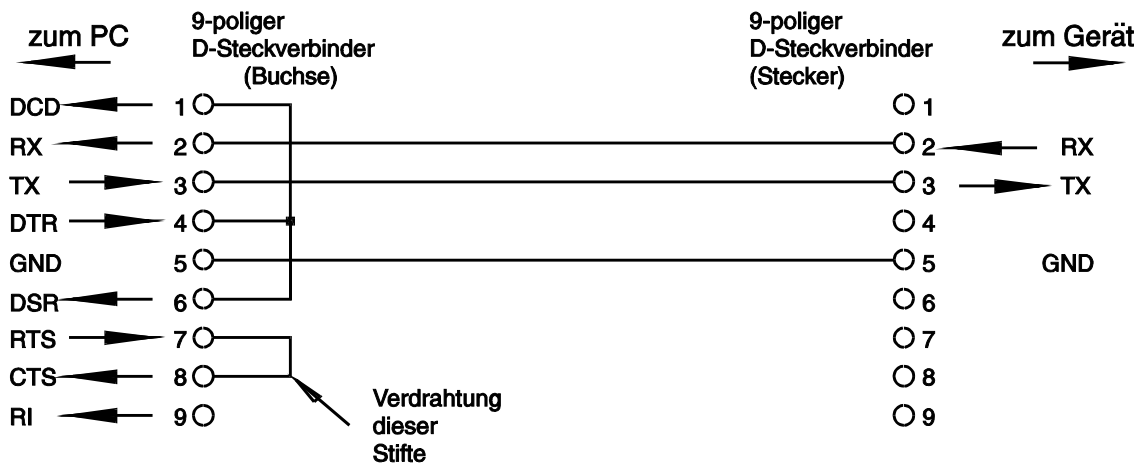 zum PC
9-poliger
D-Steckverbinder
(Buchse)
9-poliger
D-Steckverbinder
(Stecker)
zum Gerät
DCD 1 1
RX 2 2 RX
TX 3 3 TX
DTR 4 4
GND 5 5 GND
DSR 6 6
RTS 7 7
CTS 8 8
RI 9 9
Verdrahtung
dieser
Stifte